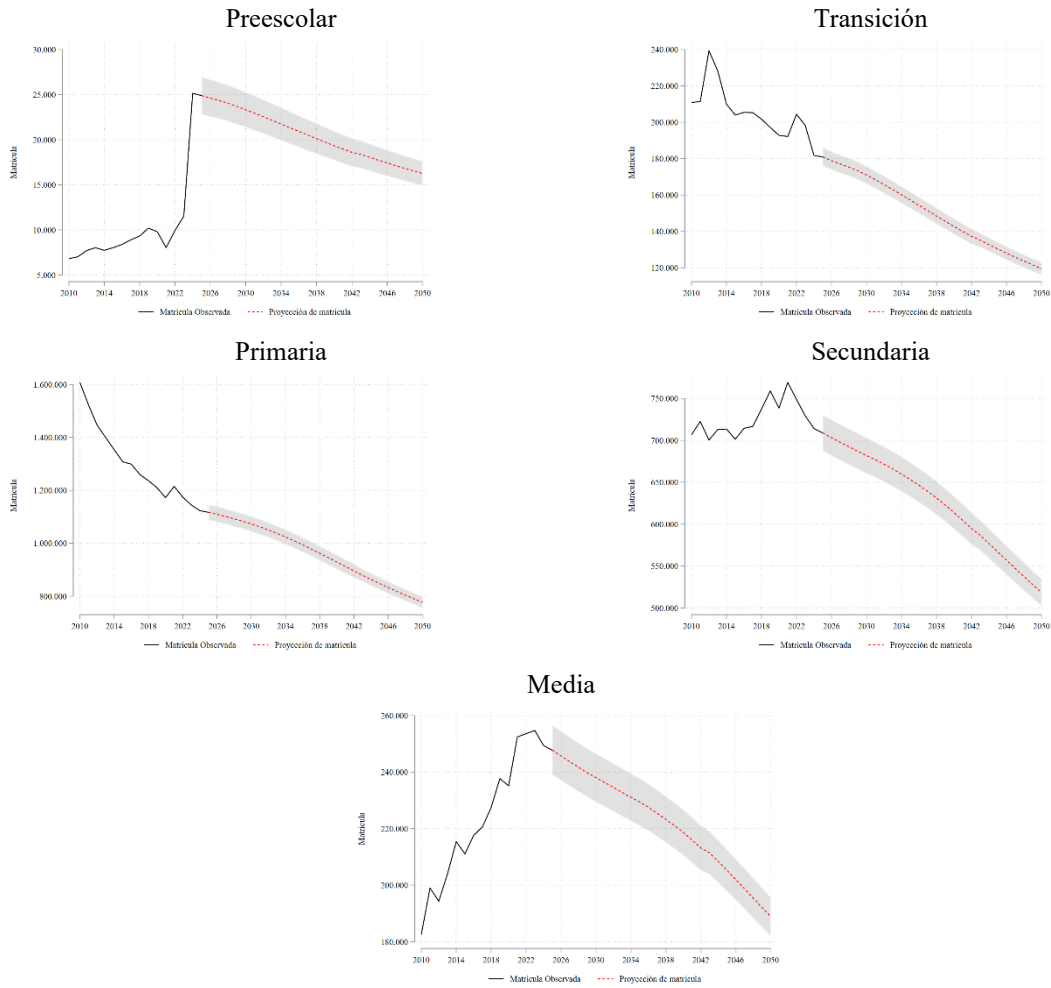 Preescolar
30.000
25.000
20.000
15.000
10.000
5.000
Matrícula
2010 2014 2018 2022 2026 2030 2034 2038 2042 2046 2050
Matrícula Observada Proyección de matrícula
Transición
240.000
220.000
200.000
180.000
160.000
140.000
120.000
Matrícula
2010 2014 2018 2022 2026 2030 2034 2038 2042 2046 2050
Matrícula Observada Proyección de matrícula
Primaria
1.600.000
1.400.000
1.200.000
1.000.000
800.000
Matrícula
2010 2014 2018 2022 2026 2030 2034 2038 2042 2046 2050
Matrícula Observada Proyección de matrícula
Secundaria
750.000
700.000
650.000
600.000
550.000
500.000
Matrícula
2010 2014 2018 2022 2026 2030 2034 2038 2042 2046 2050
Matrícula Observada Proyección de matrícula
Media
260.000
240.000
220.000
200.000
180.000
Matrícula
2010 2014 2018 2022 2026 2030 2034 2038 2042 2046 2050
Matrícula Observada Proyección de matrícula